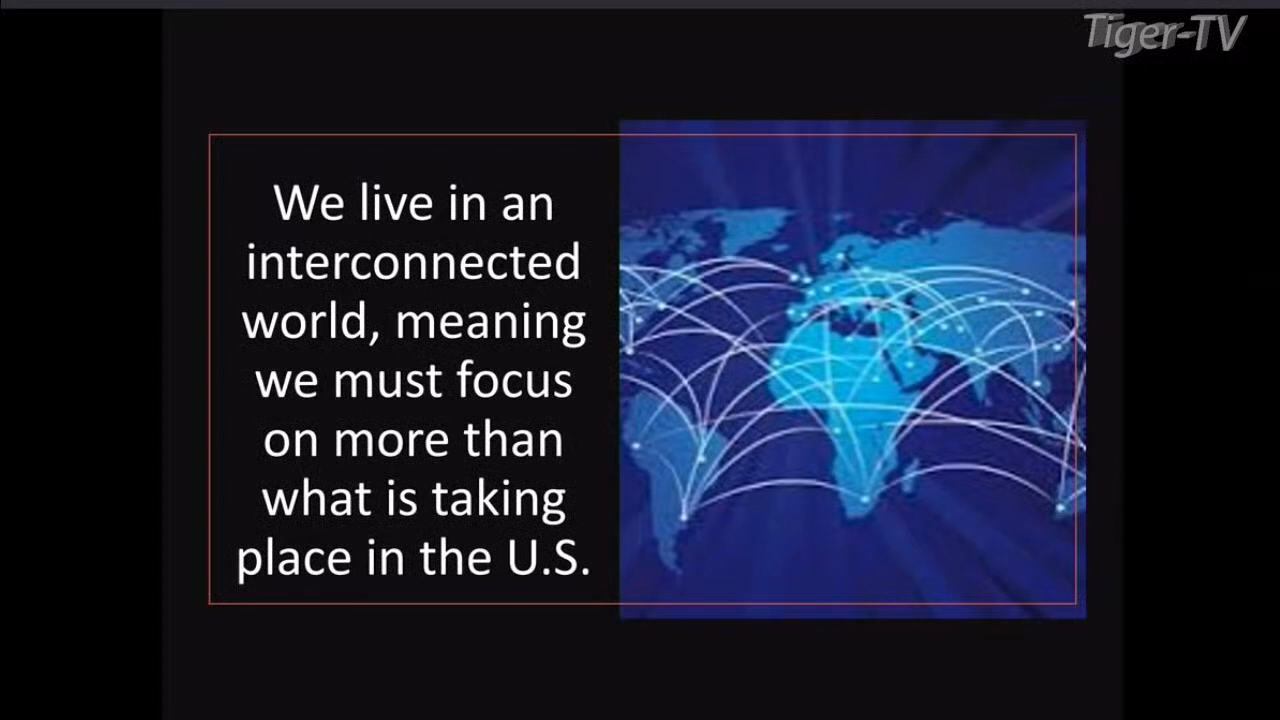 Tiger-TV
We live in an
interconnected
world, meaning
we must focus
on more than
what is taking
place in the U.S.